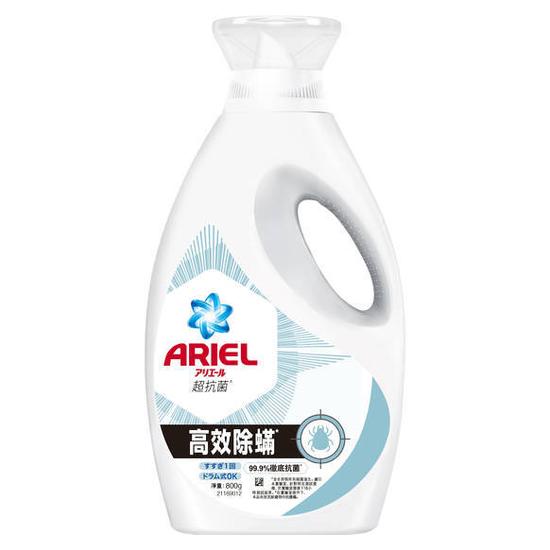 ARIEL
アリエール
超抗菌*
高效除蟎*
すすぎ1回
ドラム式OK
淨重:800g
21169012
99.9%徹底抗菌*